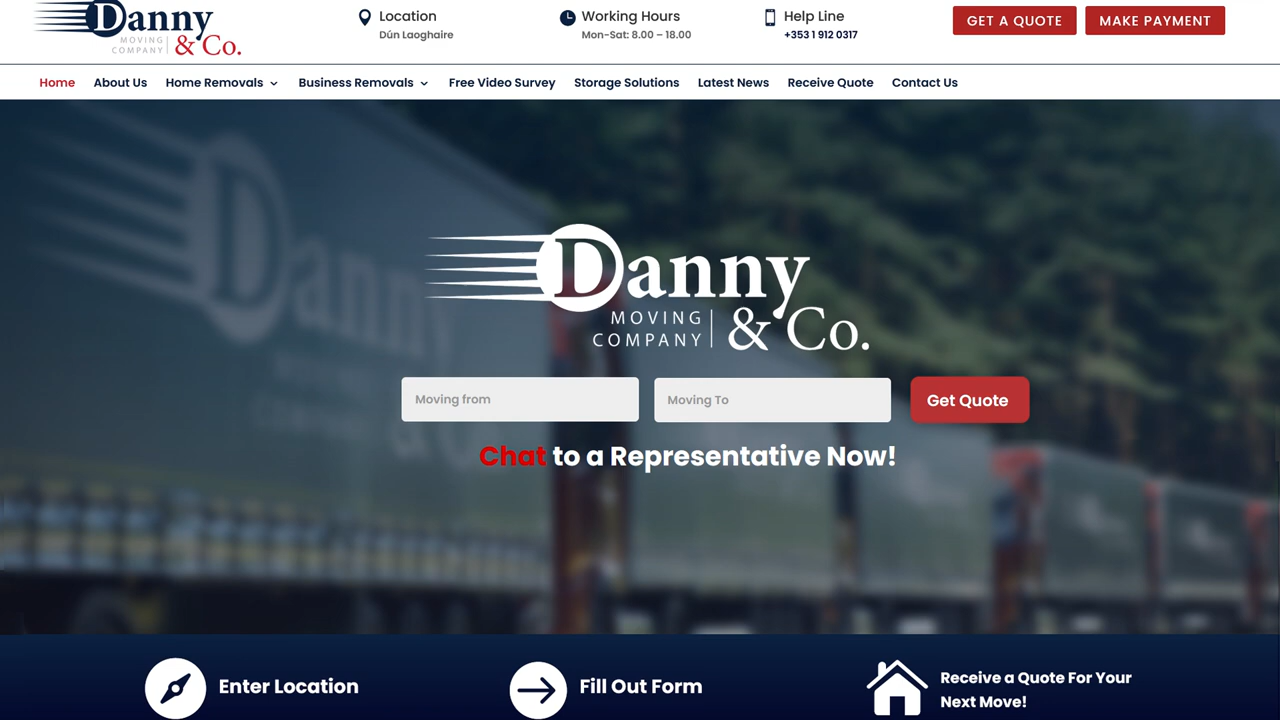 Danny
MOVING
COMPANY
& Co.
Location
Dún Laoghaire
Working Hours
Mon-Sat: 8.00 – 18.00
Help Line
+353 1 912 0317
GET A QUOTE
MAKE PAYMENT
Home
About Us
Home Removals
Business Removals
Free Video Survey
Storage Solutions
Latest News
Receive Quote
Contact Us
Danny
Danny
MOVING
COMPANY
& Co.
Moving from
Moving To
Get Quote
Chat to a Representative Now!
Enter Location
Fill Out Form
Receive a Quote For Your
Next Move!